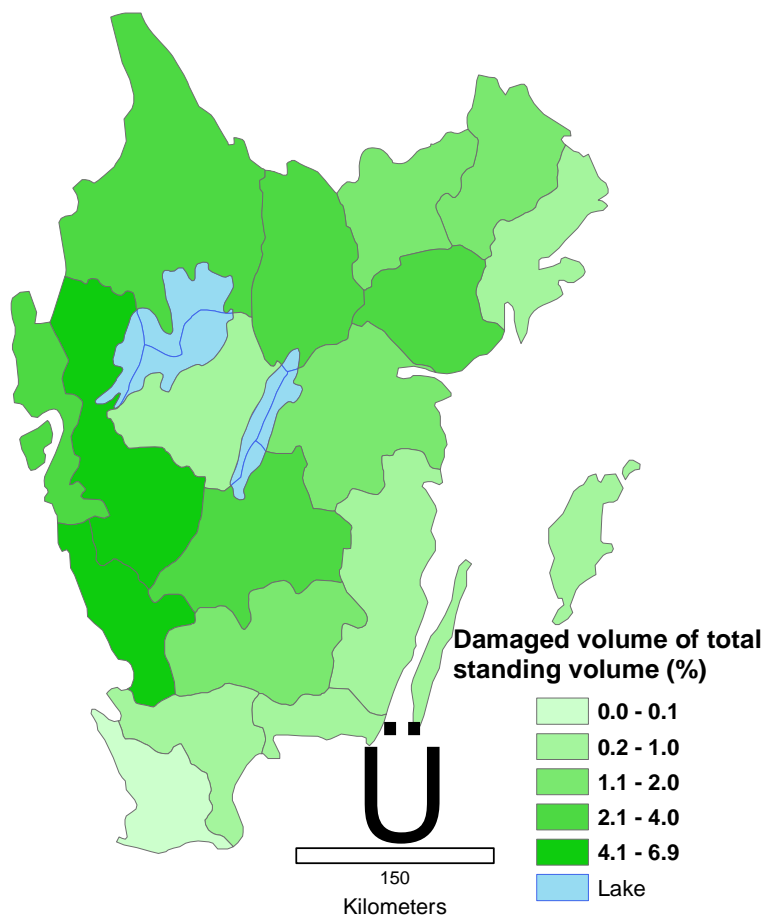 Damaged volume of total
standing volume (%)
0.0 - 0.1
0.2 - 1.0
1.1 - 2.0
2.1 - 4.0
4.1 - 6.9
Lake
Ü
150
Kilometers